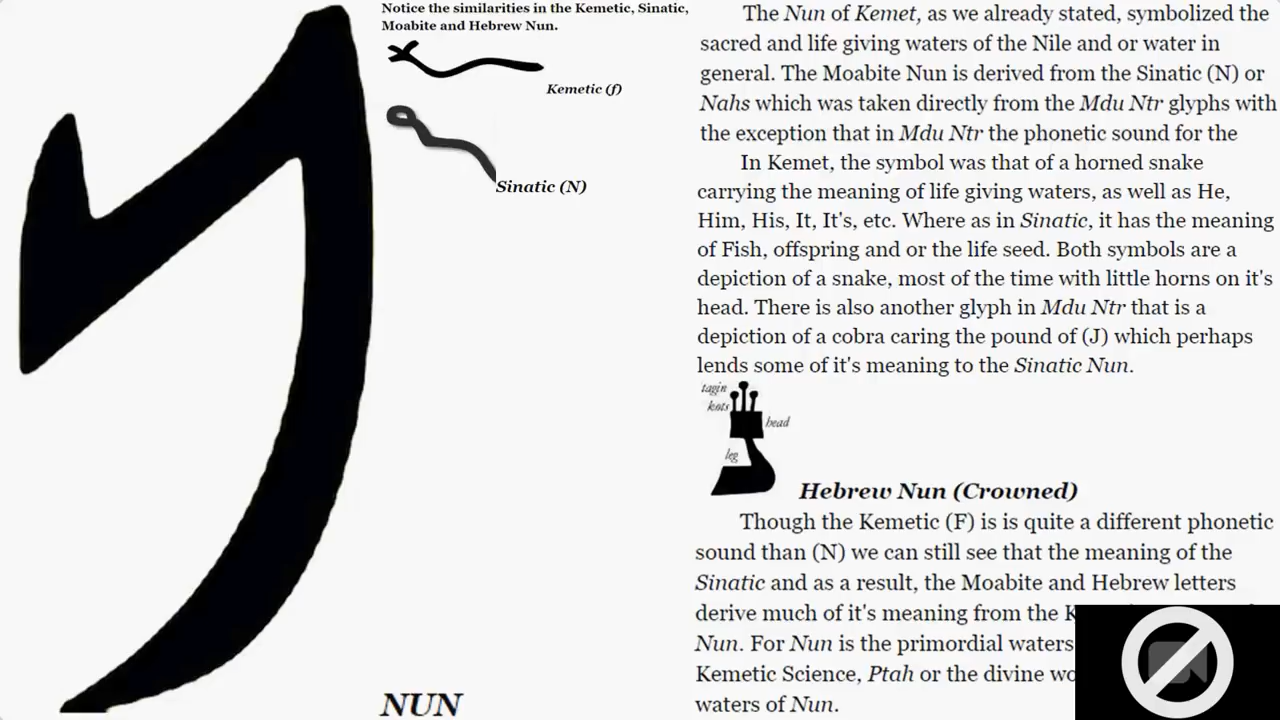 Notice the similarities in the Kemetic, Sinatic,
Moabite and Hebrew Nun.
Kemetic (f)
Sinatic (N)
NUN
The Nun of Kemet, as we already stated, symbolized the
sacred and life giving waters of the Nile and or water in
general. The Moabite Nun is derived from the Sinatic (N) or
Nahs which was taken directly from the Mdu Ntr glyphs with
the exception that in Mdu Ntr the phonetic sound for the
In Kemet, the symbol was that of a horned snake
carrying the meaning of life giving waters, as well as He,
Him, His, It, It's, etc. Where as in Sinatic, it has the meaning
of Fish, offspring and or the life seed. Both symbols are a
depiction of a snake, most of the time with little horns on it's
head. There is also another glyph in Mdu Ntr that is a
depiction of a cobra caring the pound of (J) which perhaps
lends some of it's meaning to the Sinatic Nun.
tagin
kots
head
leg
Hebrew Nun (Crowned)
Though the Kemetic (F) is is quite a different phonetic
sound than (N) we can still see that the meaning of the
Sinatic and as a result, the Moabite and Hebrew letters
derive much of it's meaning from the
Nun. For Nun is the primordial waters
Kemetic Science, Ptah or the divine
waters of Nun.